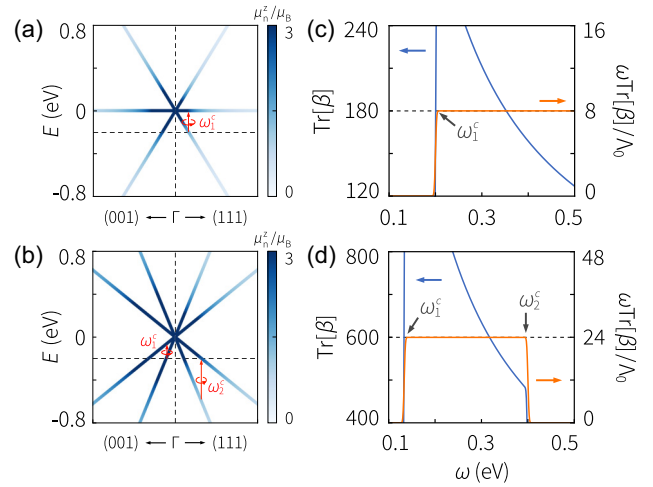 (a)
μ_n^z/μ_B
0.8
3
E (eV)
0
ω_1^c
-0.8
0
(001) ← Γ → (111)
(c)
180
120
Tr[β]
ω_1^c
16
8
0
ωTr[β]/Λ_0
0.1
0.3
0.5
(b)
μ_n^z/μ_B
0.8
3
E (eV)
0
ω_1^c
ω_2^c
-0.8
0
(001) ← Γ → (111)
(d)
800
600
400
Tr[β]
ω_1^c
ω_2^c
48
24
0
ωTr[β]/Λ_0
0.1
0.3
0.5
ω (eV)